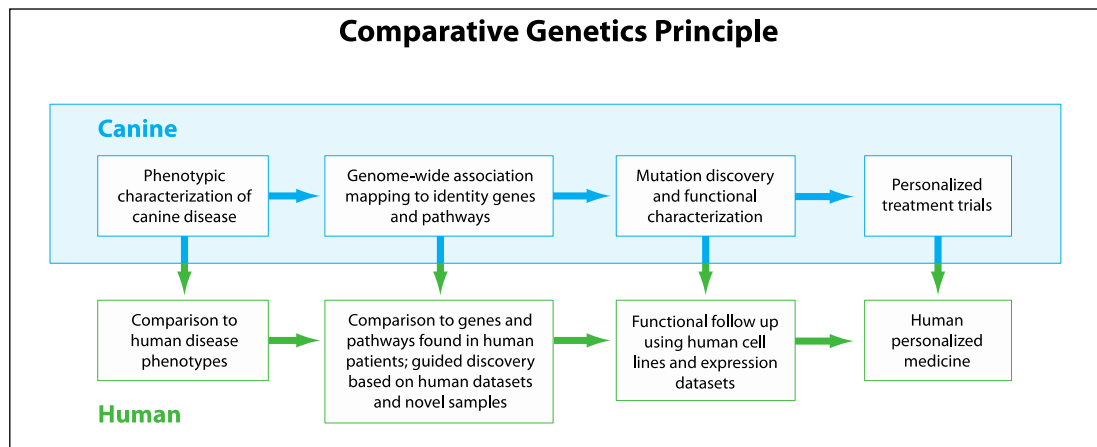 Comparative Genetics Principle
Canine
Phenotypic
characterization of
canine disease
Genome-wide association
mapping to identity genes
and pathways
Mutation discovery
and functional
characterization
Personalized
treatment trials
Comparison to
human disease
phenotypes
Comparison to genes and
pathways found in human
patients; guided discovery
based on human datasets
and novel samples
Functional follow up
using human cell
lines and expression
datasets
Human
personalized
medicine
Human